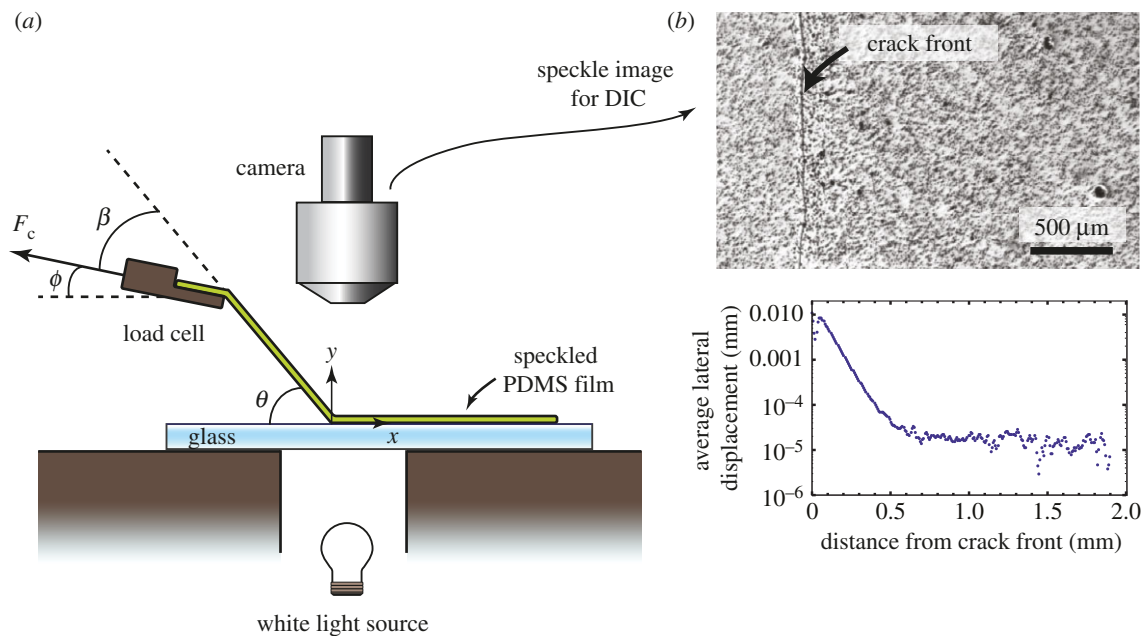 (a)
camera
speckle image
for DIC
β
F_c
ϕ
load cell
θ
y
x
speckled
PDMS film
glass
white light source
(b)
crack front
500 µm
average lateral
displacement (mm)
0.010
0.001
10⁻⁴
10⁻⁵
10⁻⁶
0 0.5 1.0 1.5 2.0
distance from crack front (mm)